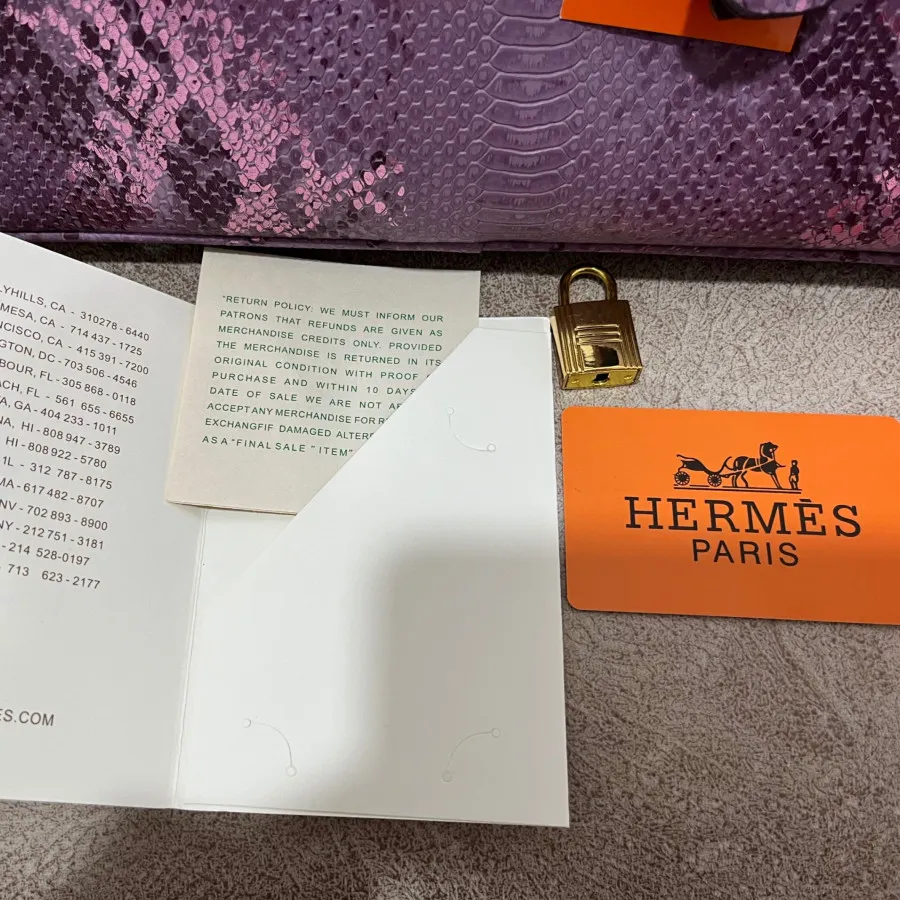 LYHILLS, CA - 310278-6440
MESA, CA - 714 437-1725
NCISCO, CA - 415 391-7200
GTON, DC - 703 506-4546
BOUR, FL - 305 868-0118
ACH, FL - 561 655-6655
A, GA - 404 233-1011
NA, HI - 808 947-3789
HI - 808 922-5780
1L - 312 787-8175
MA - 617 482-8707
NV - 702 893-8900
NY - 212 751-3181
- 214 528-0197
713 623-2177
ES.COM
"RETURN POLICY: WE MUST INFORM OUR
PATRONS THAT REFUNDS ARE GIVEN AS
MERCHANDISE CREDITS ONLY. PROVIDED
THE MERCHANDISE IS RETURNED IN ITS
ORIGINAL CONDITION WITH PROOF
PURCHASE AND WITHIN 10 DAYS
DATE OF SALE WE ARE NOT
ACCEPT ANY MERCHANDISE FOR
EXCHANGFIF DAMAGED ALTER
AS A "FINAL SALE " ITEM"
HERMĒS
PARIS